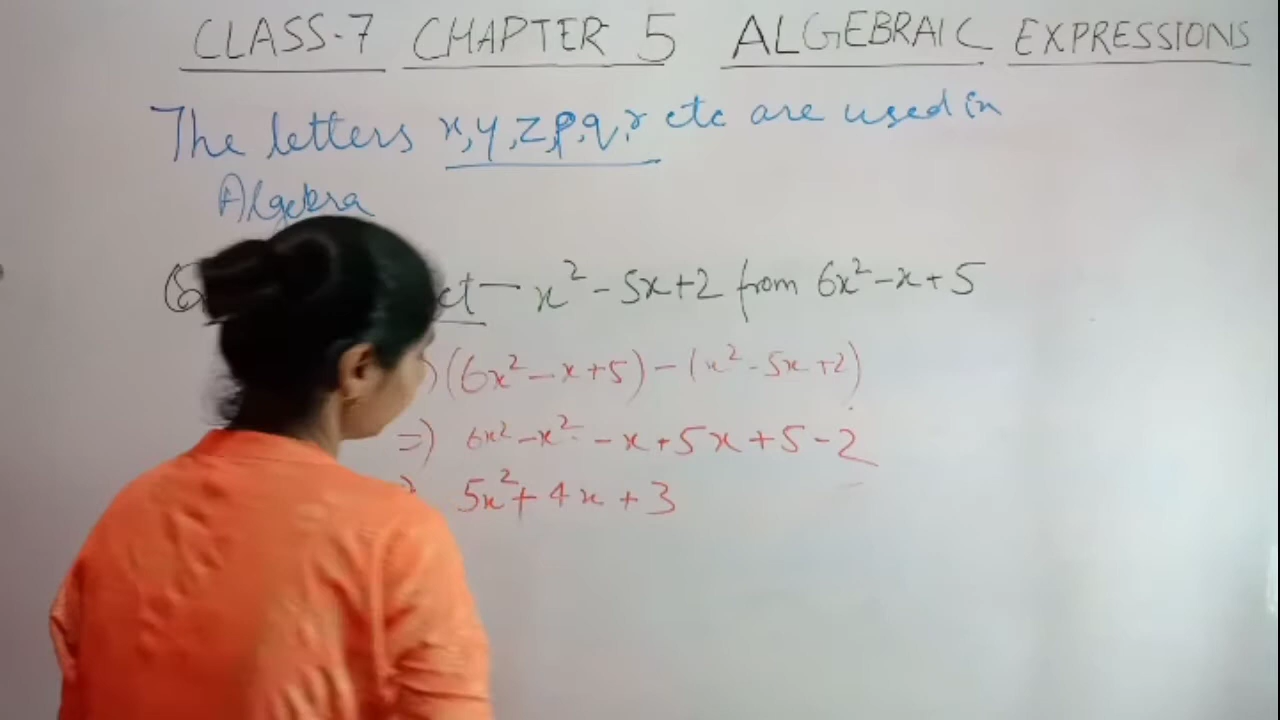 CLASS-7 CHAPTER 5 ALGEBRAIC EXPRESSIONS
The letters x, y, z, p, q, r etc are used in
Algebra
ct - x² - 5x + 2 from 6x² - x + 5
(6x² - x + 5) - (x² - 5x + 2)
=) 6x² - x² - x + 5x + 5 - 2
5x² + 4x + 3